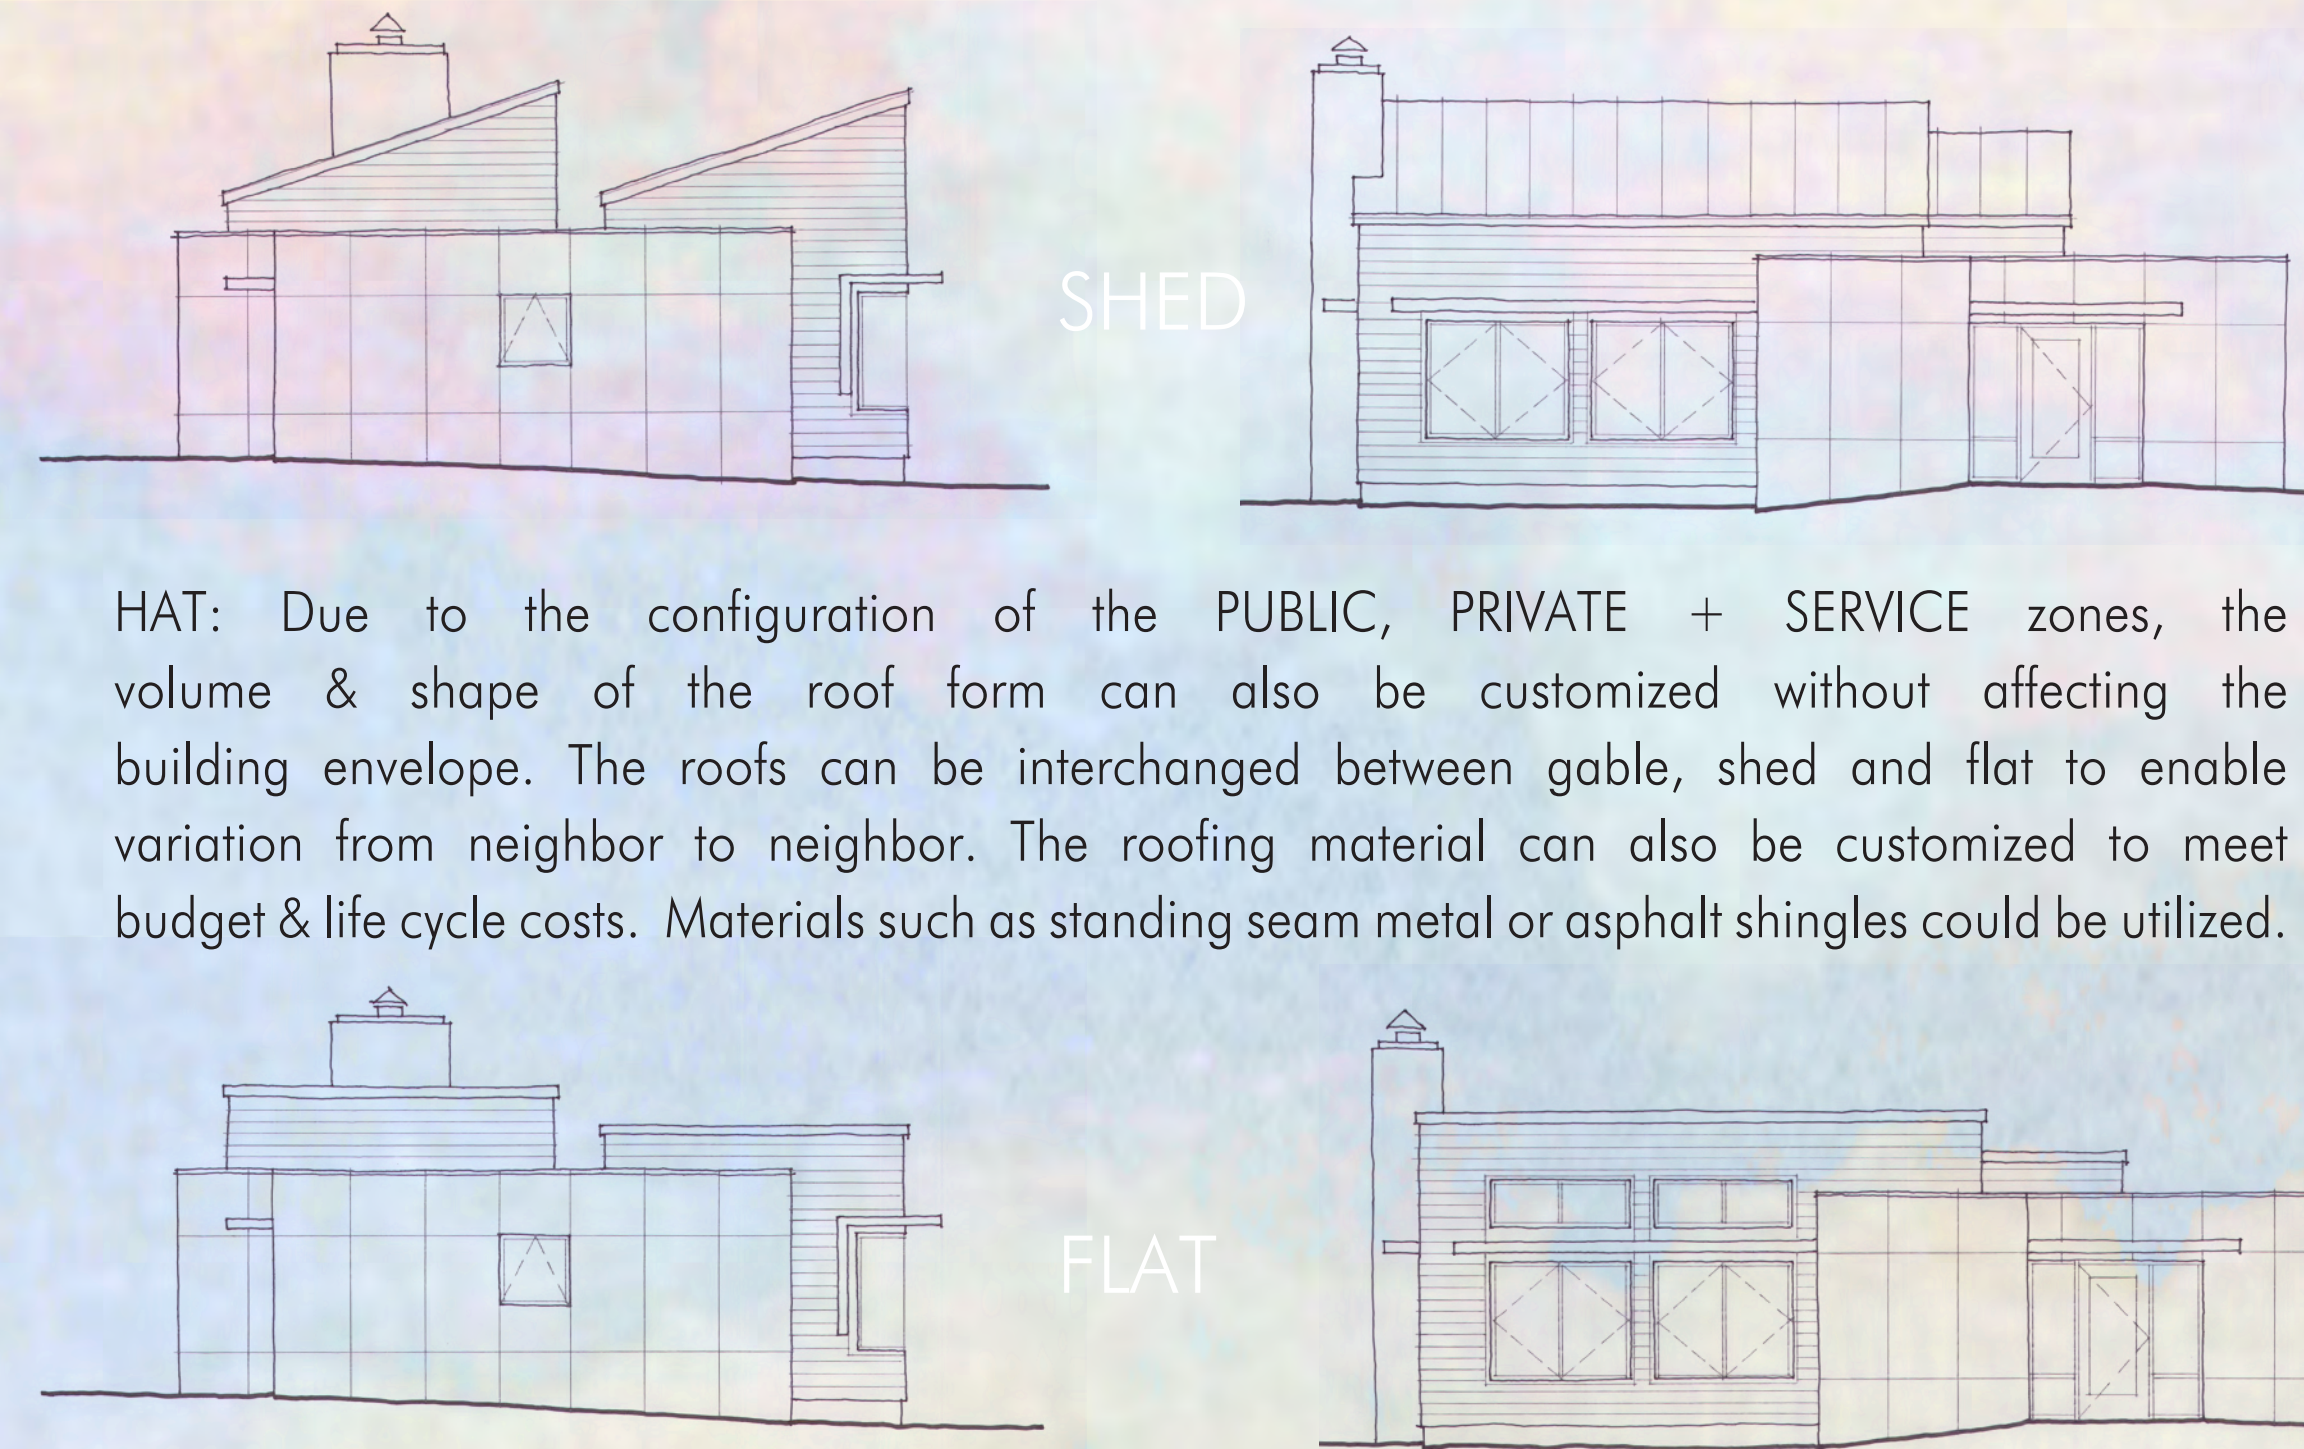 SHED
HAT: Due to the configuration of the PUBLIC, PRIVATE + SERVICE zones, the
volume & shape of the roof form can also be customized without affecting the
building envelope. The roofs can be interchanged between gable, shed and flat to enable
variation from neighbor to neighbor. The roofing material can also be customized to meet
budget & life cycle costs.  Materials such as standing seam metal or asphalt shingles could be utilized.
FLAT